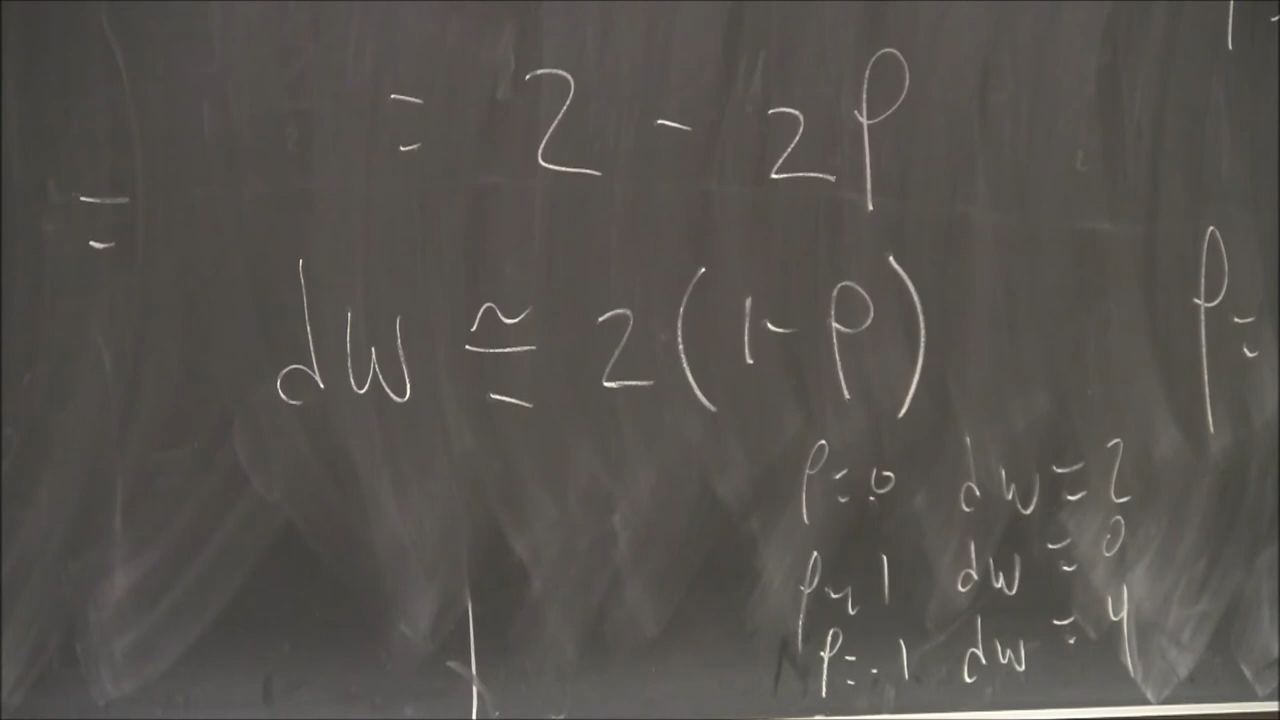 = 2 - 2ρ
=
dw ≅ 2(1-ρ)
ρ=
ρ=0 dw=2
ρ=1 dw=0
ρ=-1 dw=4